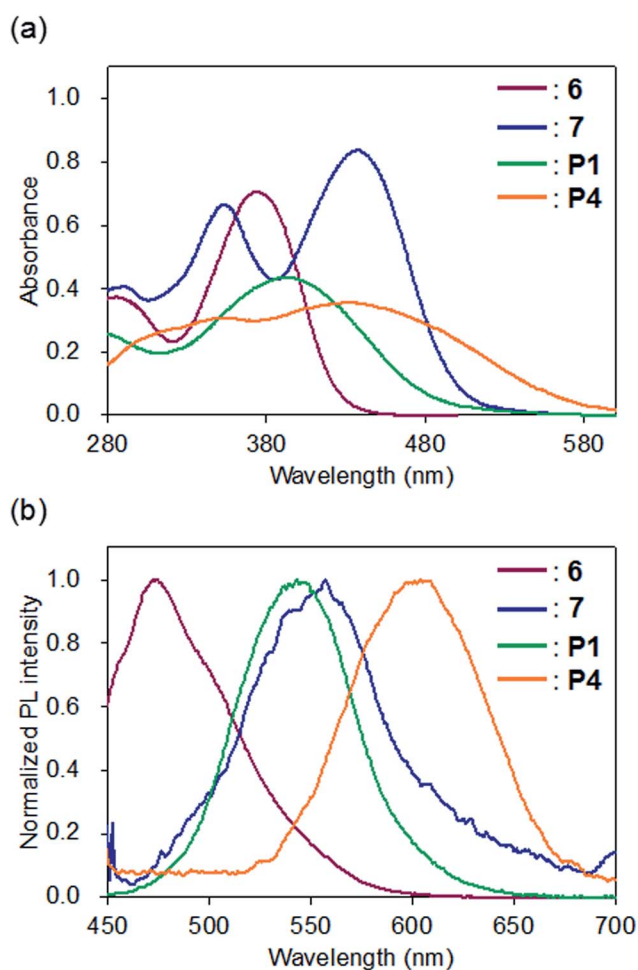 (a)
1.0
0.8
0.6
0.4
0.2
0.0
Absorbance
280 380 480 580
Wavelength (nm)
: 6
: 7
: P1
: P4
(b)
1.0
0.8
0.6
0.4
0.2
0.0
Normalized PL intensity
450 500 550 600 650 700
Wavelength (nm)
: 6
: 7
: P1
: P4